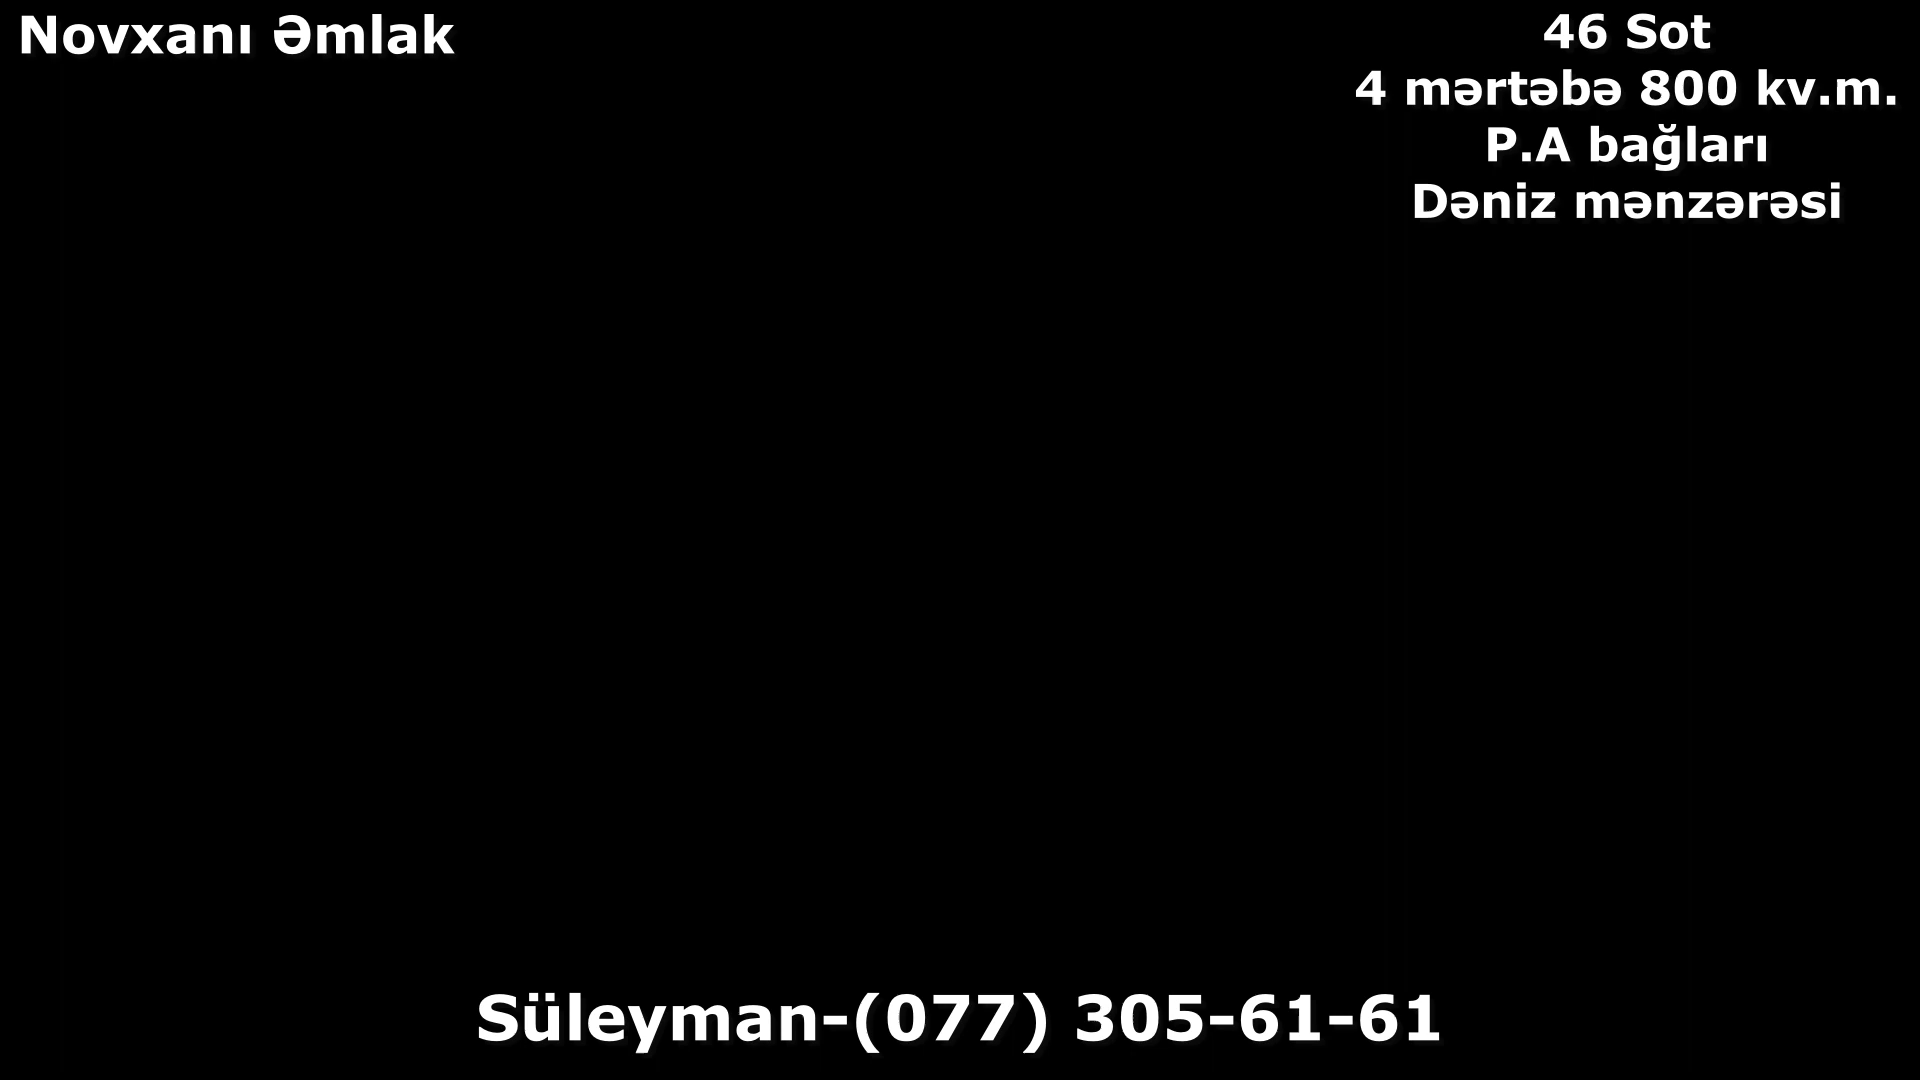 Novxanı Əmlak
46 Sot
4 mərtəbə 800 kv.m.
P.A bağları
Dəniz mənzərəsi
Süleyman-(077) 305-61-61